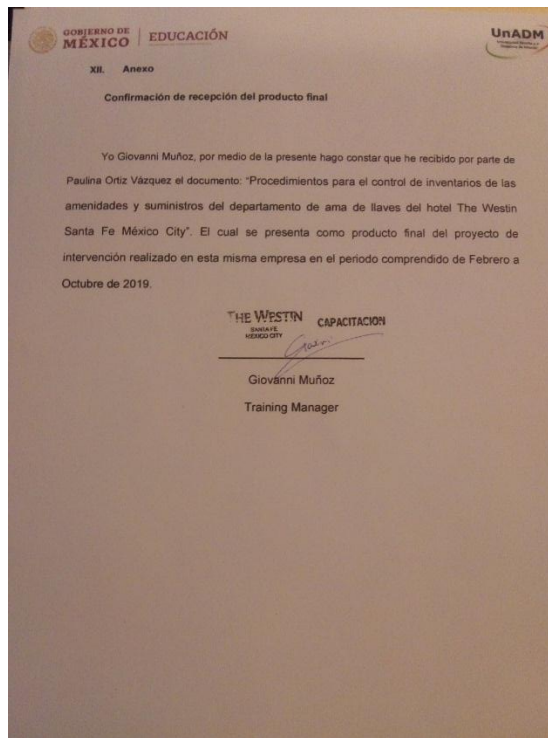 GOBIERNO DE
MÉXICO
EDUCACIÓN
UnADM
XII. Anexo
Confirmación de recepción del producto final
Yo Giovanni Muñoz, por medio de la presente hago constar que he recibido por parte de
Paulina Ortiz Vázquez el documento: “Procedimientos para el control de inventarios de las
amenidades y suministros del departamento de ama de llaves del hotel The Westin
Santa Fe México City”. El cual se presenta como producto final del proyecto de
intervención realizado en esta misma empresa en el periodo comprendido de Febrero a
Octubre de 2019.
THE WESTIN
SANTA FE
MEXICO CITY
CAPACITACION
Giovanni Muñoz
Training Manager